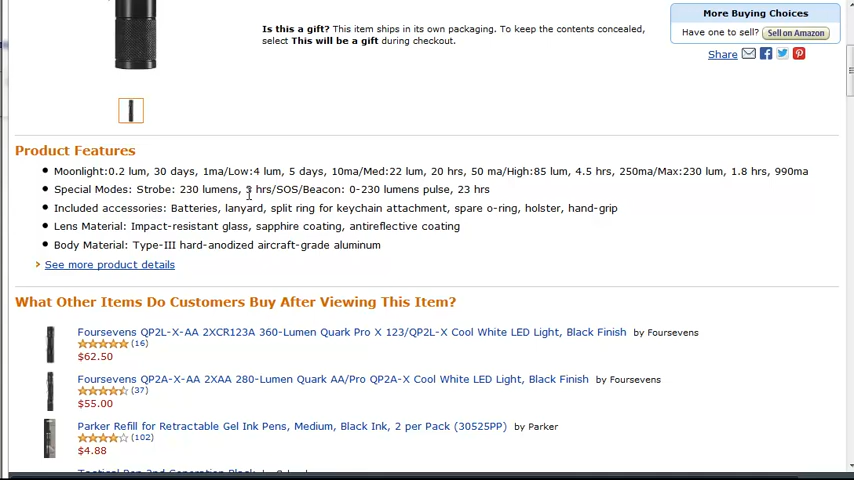 More Buying Choices
Is this a gift? This item ships in its own packaging. To keep the contents concealed,
select This will be a gift during checkout.
Have one to sell? Sell on Amazon
Share
Product Features
Moonlight:0.2 lum, 30 days, 1ma/Low:4 lum, 5 days, 10ma/Med:22 lum, 20 hrs, 50 ma/High:85 lum, 4.5 hrs, 250ma/Max:230 lum, 1.8 hrs, 990ma
Special Modes: Strobe: 230 lumens, 3 hrs/SOS/Beacon: 0-230 lumens pulse, 23 hrs
Included accessories: Batteries, lanyard, split ring for keychain attachment, spare o-ring, holster, hand-grip
Lens Material: Impact-resistant glass, sapphire coating, antireflective coating
Body Material: Type-III hard-anodized aircraft-grade aluminum
› See more product details
What Other Items Do Customers Buy After Viewing This Item?
Foursevens QP2L-X-AA 2XCR123A 360-Lumen Quark Pro X 123/QP2L-X Cool White LED Light, Black Finish by Foursevens
(16)
$62.50
Foursevens QP2A-X-AA 2XAA 280-Lumen Quark AA/Pro QP2A-X Cool White LED Light, Black Finish by Foursevens
(37)
$55.00
Parker Refill for Retractable Gel Ink Pens, Medium, Black Ink, 2 per Pack (30525PP) by Parker
(102)
$4.88